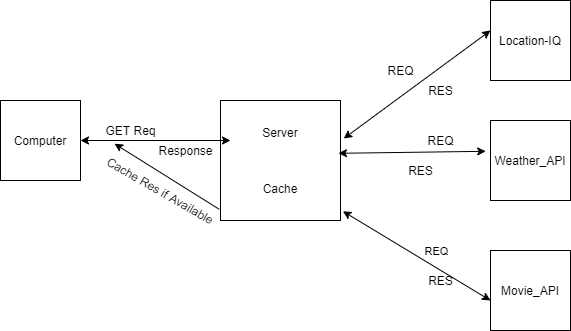 Location-IQ
REQ
RES
GET Req
Computer
Response
Cache Res if Available
Server
Cache
REQ
RES
Weather_API
REQ
RES
Movie_API